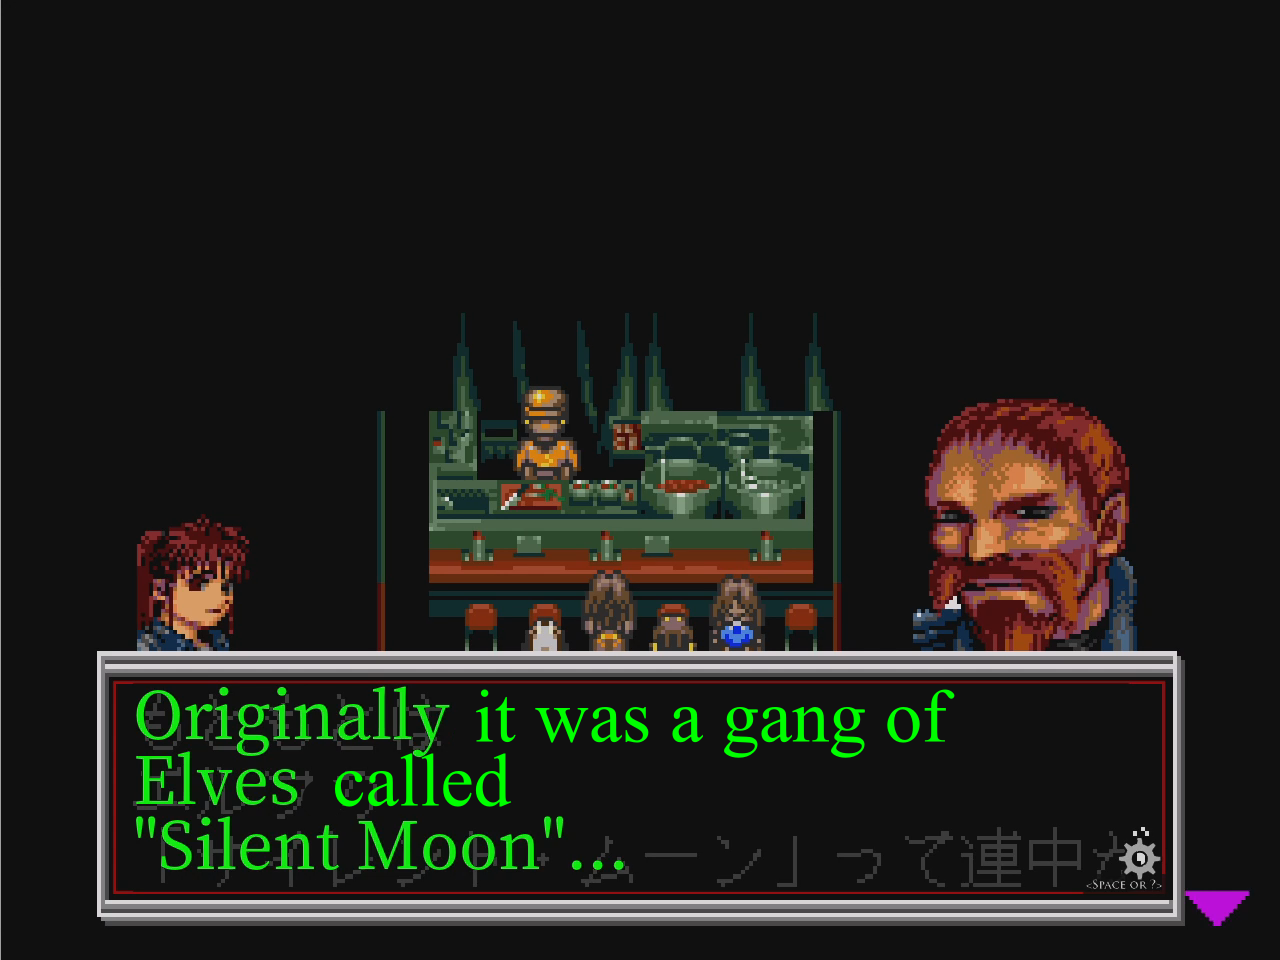 Originally it was a gang of
Elves called
"Silent Moon"...
<SPACE OR ?>